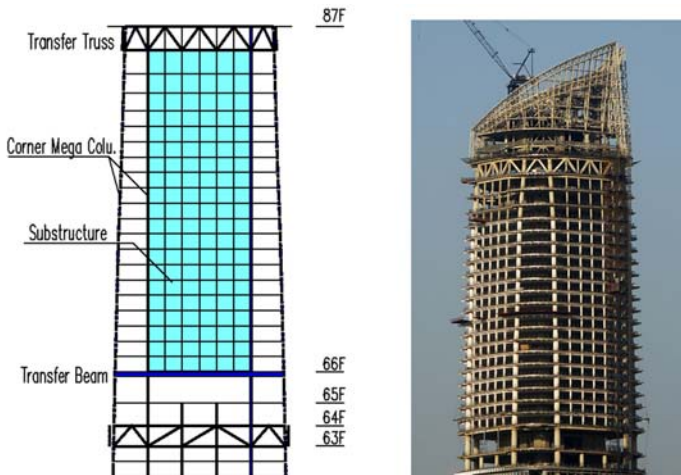 87F
Transfer Truss
Corner Mega Colu.
Substructure
66F
Transfer Beam
65F
64F
63F